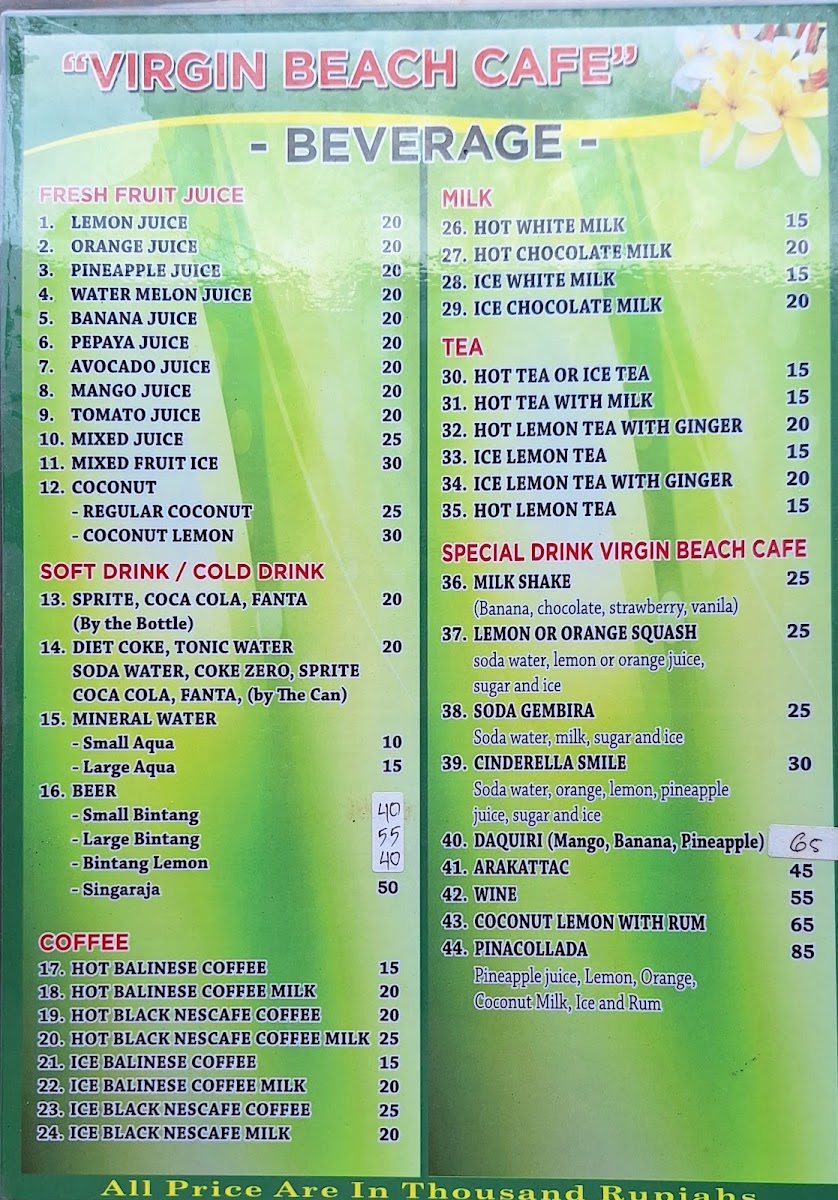 "VIRGIN BEACH CAFE"
- BEVERAGE -
FRESH FRUIT JUICE
1. LEMON JUICE 20
2. ORANGE JUICE 20
3. PINEAPPLE JUICE 20
4. WATER MELON JUICE 20
5. BANANA JUICE 20
6. PEPAYA JUICE 20
7. AVOCADO JUICE 20
8. MANGO JUICE 20
9. TOMATO JUICE 20
10. MIXED JUICE 25
11. MIXED FRUIT ICE 30
12. COCONUT
- REGULAR COCONUT 25
- COCONUT LEMON 30
SOFT DRINK / COLD DRINK
13. SPRITE, COCA COLA, FANTA 20
(By the Bottle)
14. DIET COKE, TONIC WATER 20
SODA WATER, COKE ZERO, SPRITE
COCA COLA, FANTA, (by The Can)
15. MINERAL WATER
- Small Aqua 10
- Large Aqua 15
16. BEER
- Small Bintang 40
- Large Bintang 55
- Bintang Lemon 40
- Singaraja 50
COFFEE
17. HOT BALINESE COFFEE 15
18. HOT BALINESE COFFEE MILK 20
19. HOT BLACK NESCAFE COFFEE 20
20. HOT BLACK NESCAFE COFFEE MILK 25
21. ICE BALINESE COFFEE 15
22. ICE BALINESE COFFEE MILK 20
23. ICE BLACK NESCAFE COFFEE 25
24. ICE BLACK NESCAFE MILK 20
MILK
26. HOT WHITE MILK 15
27. HOT CHOCOLATE MILK 20
28. ICE WHITE MILK 15
29. ICE CHOCOLATE MILK 20
TEA
30. HOT TEA OR ICE TEA 15
31. HOT TEA WITH MILK 15
32. HOT LEMON TEA WITH GINGER 20
33. ICE LEMON TEA 15
34. ICE LEMON TEA WITH GINGER 20
35. HOT LEMON TEA 15
SPECIAL DRINK VIRGIN BEACH CAFE
36. MILK SHAKE 25
(Banana, chocolate, strawberry, vanila)
37. LEMON OR ORANGE SQUASH 25
soda water, lemon or orange juice,
sugar and ice
38. SODA GEMBIRA 25
Soda water, milk, sugar and ice
39. CINDERELLA SMILE 30
Soda water, orange, lemon, pineapple
juice, sugar and ice
40. DAQUIRI (Mango, Banana, Pineapple) 65
41. ARAKATTAC 45
42. WINE 55
43. COCONUT LEMON WITH RUM 65
44. PINACOLLADA 85
Pineapple juice, Lemon, Orange,
Coconut Milk, Ice and Rum
All Price Are In Thousand Rupiahs